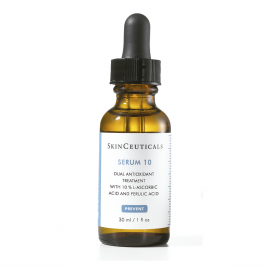 SKINCEUTICALS
SERUM 10
DUAL ANTIOXIDANT
TREATMENT
WITH 10 % L-ASCORBIC
ACID AND FERULIC ACID
PREVENT
30 ml / 1 fl oz